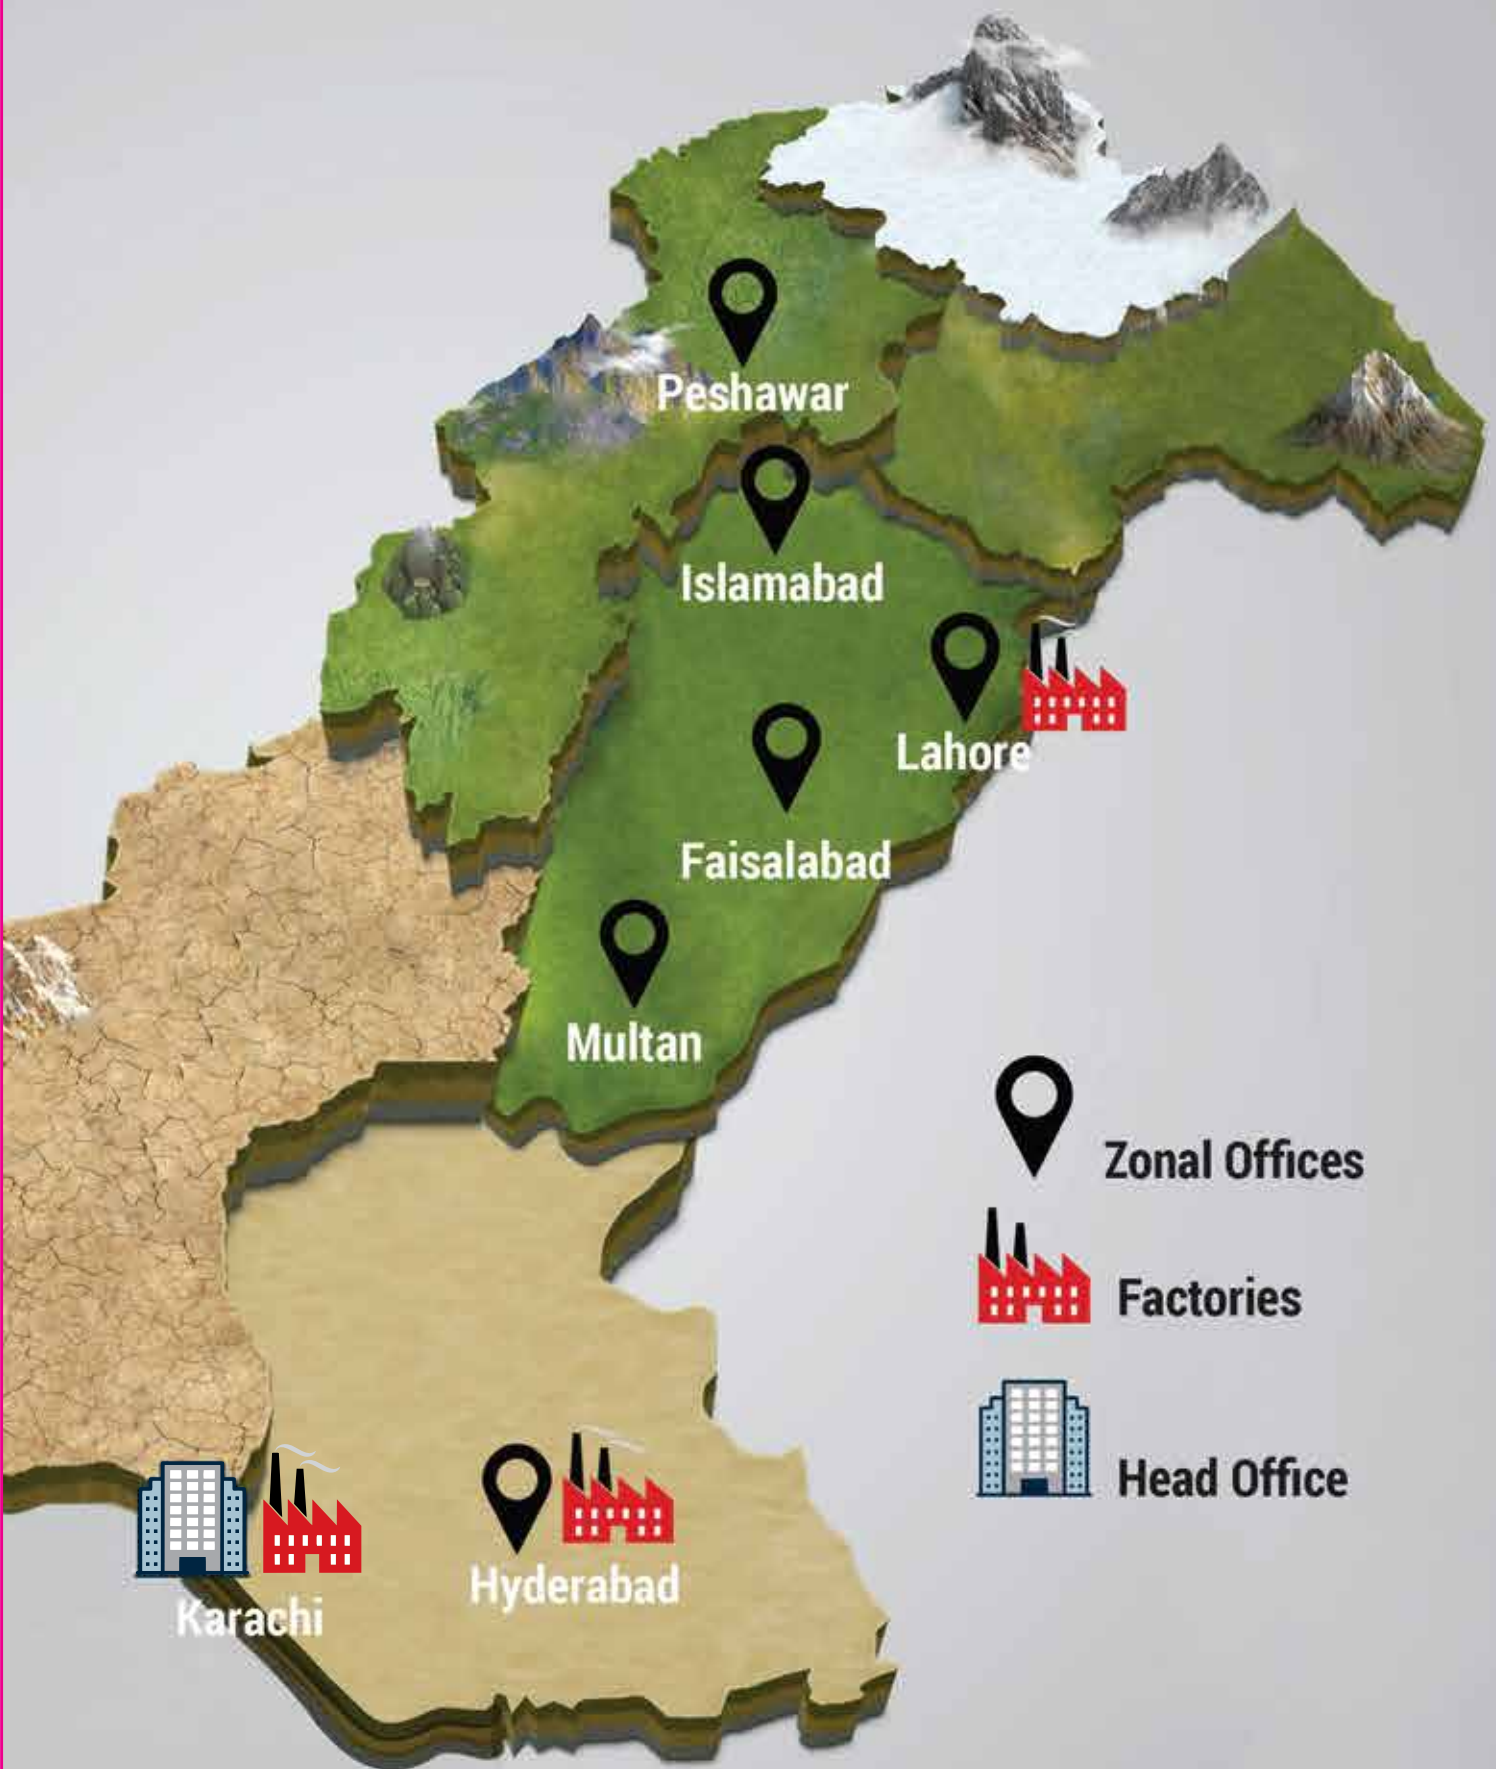 Peshawar
Islamabad
Lahore
Faisalabad
Multan
Zonal Offices
Factories
Head Office
Hyderabad
Karachi